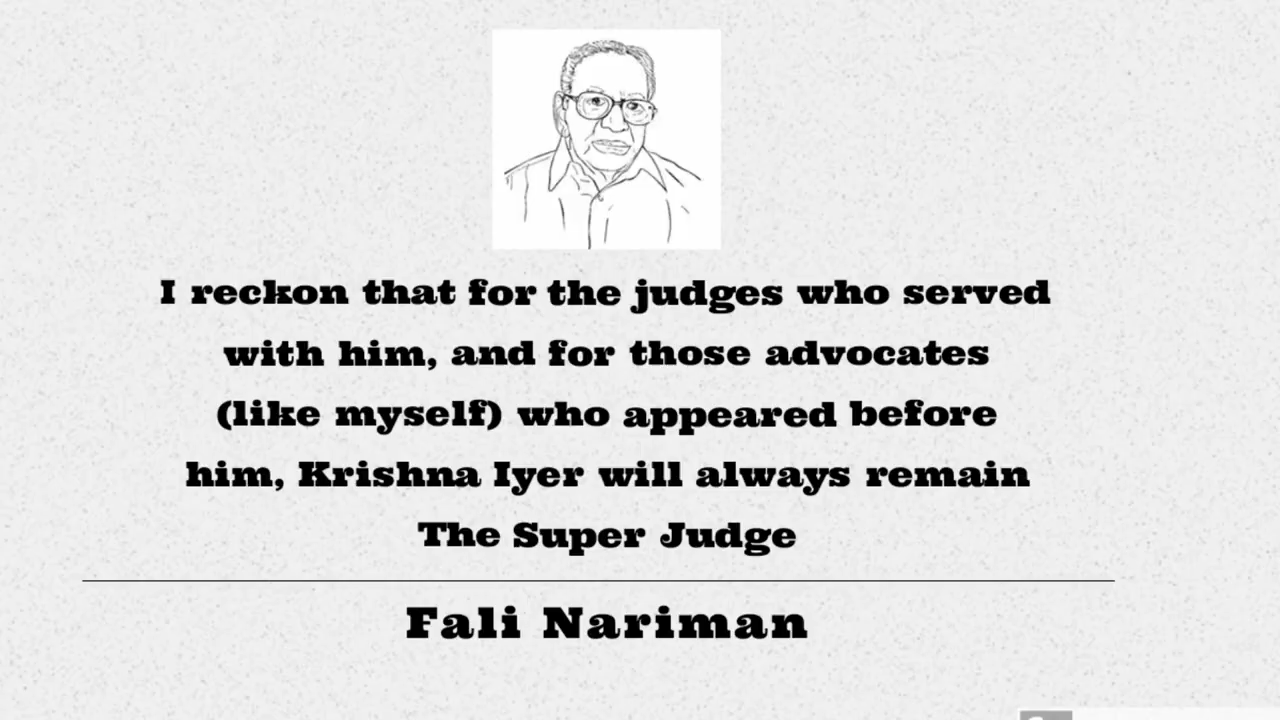 I reckon that for the judges who served
with him, and for those advocates
(like myself) who appeared before
him, Krishna Iyer will always remain
The Super Judge
Fali Nariman